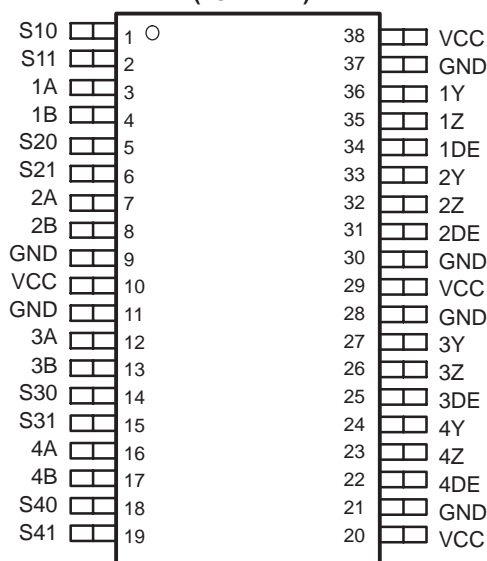 S10 1 38 VCC
S11 2 37 GND
1A 3 36 1Y
1B 4 35 1Z
S20 5 34 1DE
S21 6 33 2Y
2A 7 32 2Z
2B 8 31 2DE
GND 9 30 GND
VCC 10 29 VCC
GND 11 28 GND
3A 12 27 3Y
3B 13 26 3Z
S30 14 25 3DE
S31 15 24 4Y
4A 16 23 4Z
4B 17 22 4DE
S40 18 21 GND
S41 19 20 VCC